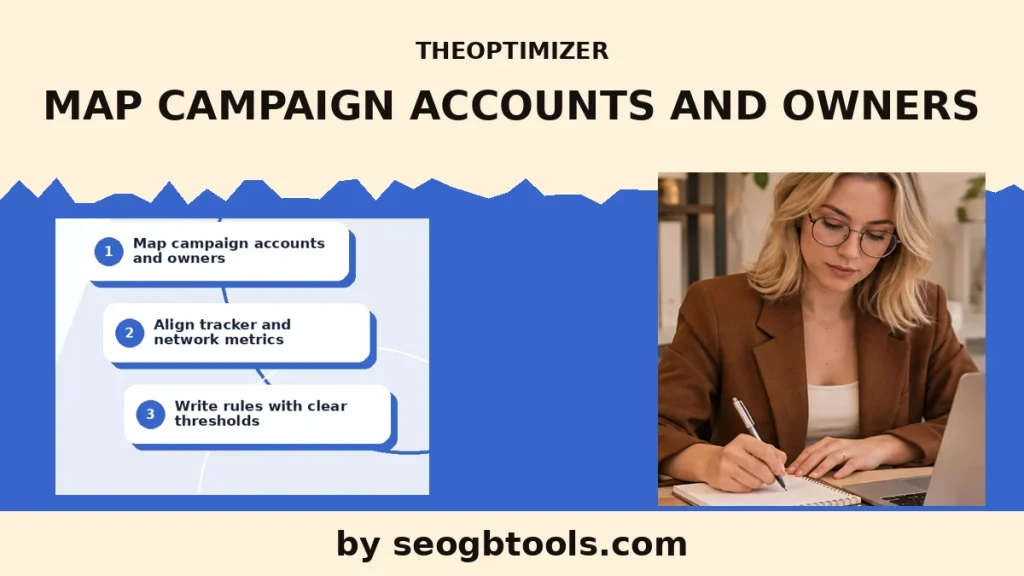 THEOPTIMIZER
MAP CAMPAIGN ACCOUNTS AND OWNERS
1
Map campaign accounts
and owners
2
Align tracker and
network metrics
3
Write rules with clear
thresholds
by seogbtools.com